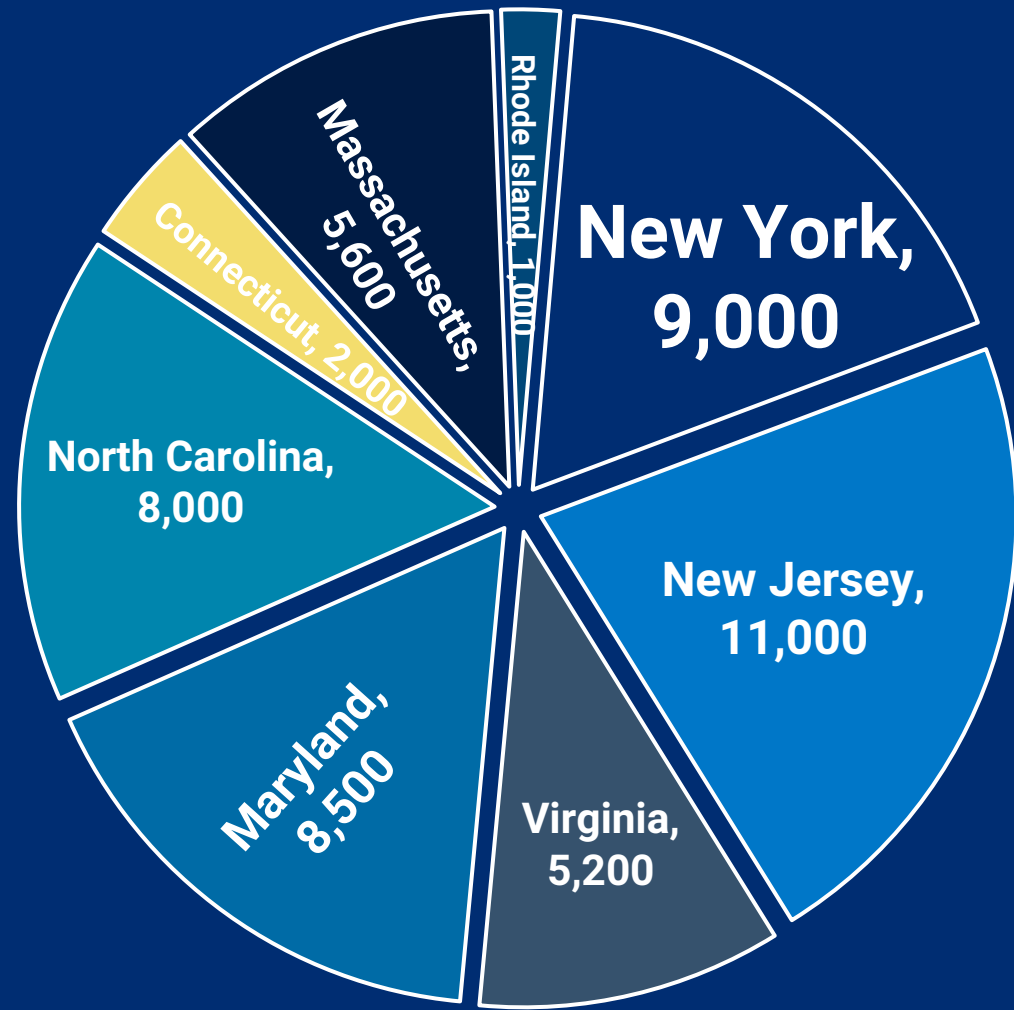 Rhode Island, 1,000
New York,
9,000
Massachusetts,
5,600
Connecticut, 2,000
North Carolina,
8,000
New Jersey,
11,000
Maryland,
8,500
Virginia,
5,200